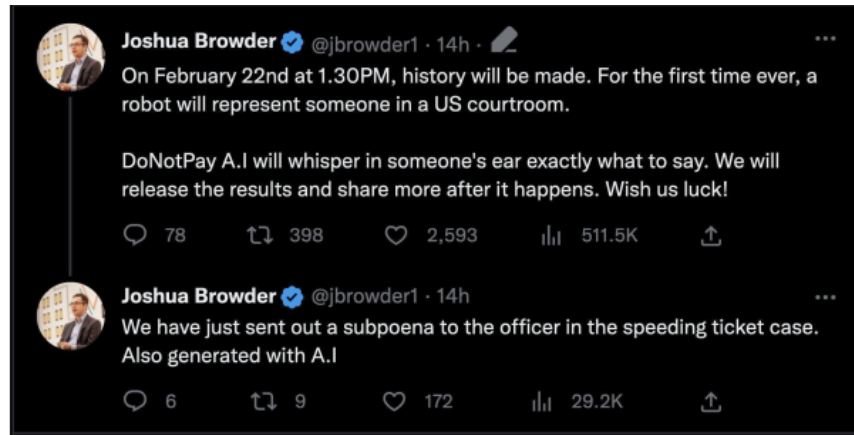 Joshua Browder @jbrowder1 · 14h ·
On February 22nd at 1.30PM, history will be made. For the first time ever, a
robot will represent someone in a US courtroom.
DoNotPay A.I will whisper in someone's ear exactly what to say. We will
release the results and share more after it happens. Wish us luck!
78 398 2,593 511.5K
Joshua Browder @jbrowder1 · 14h
We have just sent out a subpoena to the officer in the speeding ticket case.
Also generated with A.I
6 9 172 29.2K